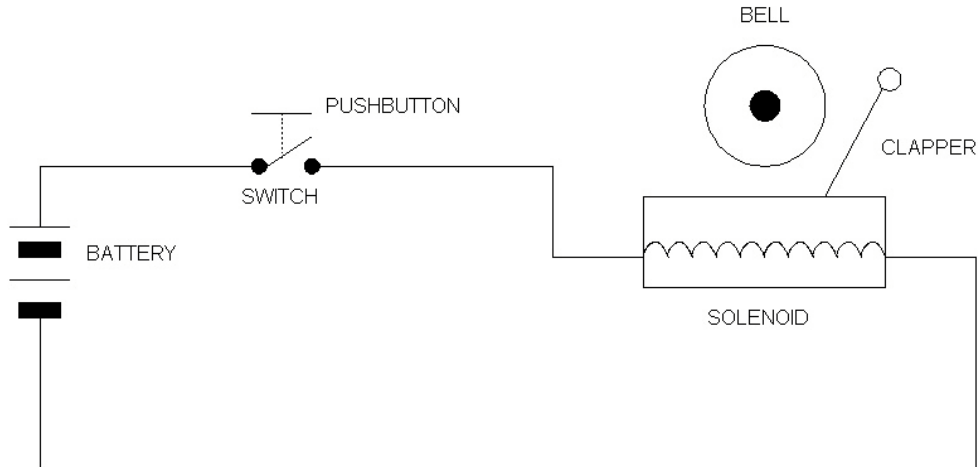 BELL
PUSHBUTTON
CLAPPER
SWITCH
BATTERY
SOLENOID